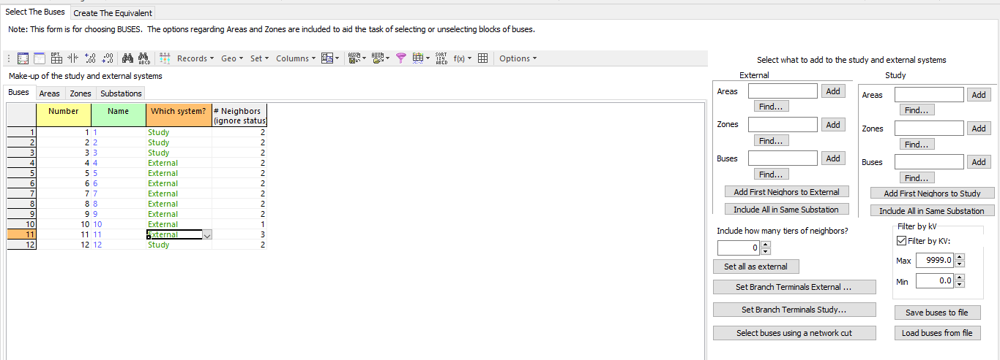 Select The Buses Create The Equivalent
Note: This form is for choosing BUSES. The options regarding Areas and Zones are included to aid the task of selecting or unselecting blocks of buses.
Records Geo Set Columns AUXB AUXB SORT 124 ABCD f(x) Options
Make-up of the study and external systems
Buses Areas Zones Substations
Number Name Which system? # Neighbors (ignore status)
1 1 1 Study 2
2 2 2 Study 2
3 3 3 Study 2
4 4 4 External 2
5 5 5 External 2
6 6 6 External 2
7 7 7 External 2
8 8 8 External 2
9 9 9 External 2
10 10 10 External 1
11 11 11 External 3
12 12 12 Study 2
Select what to add to the study and external systems
External
Areas Add
Find...
Zones Add
Find...
Buses Add
Find...
Add First Neighors to External
Include All in Same Substation
Study
Areas Add
Find...
Zones Add
Find...
Buses Add
Find...
Add First Neighors to Study
Include All in Same Substation
Include how many tiers of neighbors?
0
Set all as external
Set Branch Terminals External ...
Set Branch Terminals Study...
Select buses using a network cut
Filter by kV
Filter by KV:
Max 9999.0
Min 0.0
Save buses to file
Load buses from file